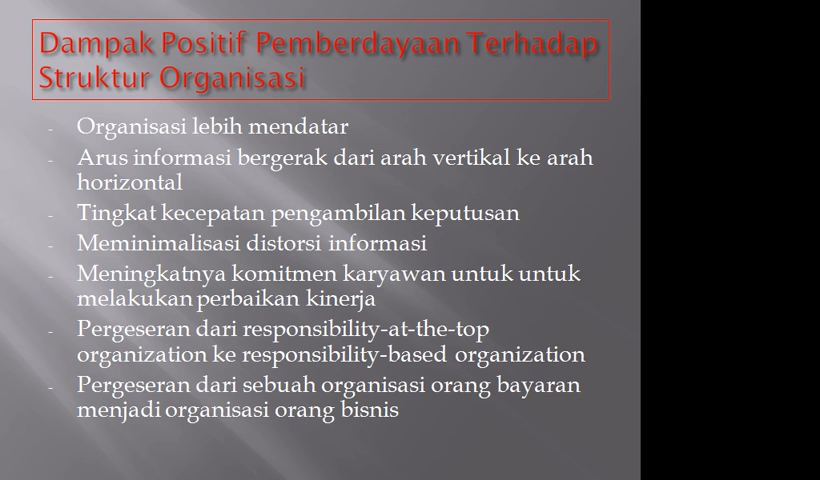 Dampak Positif Pemberdayaan Terhadap
Struktur Organisasi
- Organisasi lebih mendatar
- Arus informasi bergerak dari arah vertikal ke arah
horizontal
- Tingkat kecepatan pengambilan keputusan
- Meminimalisasi distorsi informasi
- Meningkatnya komitmen karyawan untuk untuk
melakukan perbaikan kinerja
- Pergeseran dari responsibility-at-the-top
organization ke responsibility-based organization
- Pergeseran dari sebuah organisasi orang bayaran
menjadi organisasi orang bisnis